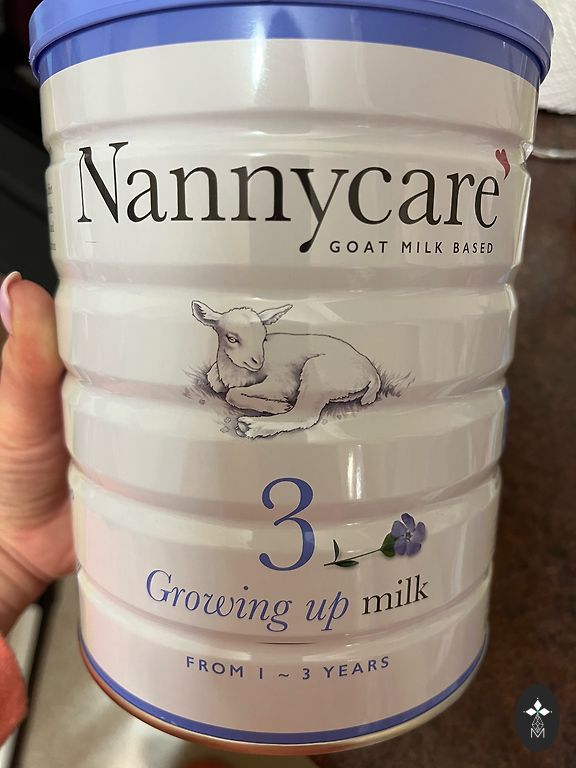 Nannycare
GOAT MILK BASED
3
Growing up milk
FROM 1 ~ 3 YEARS
M